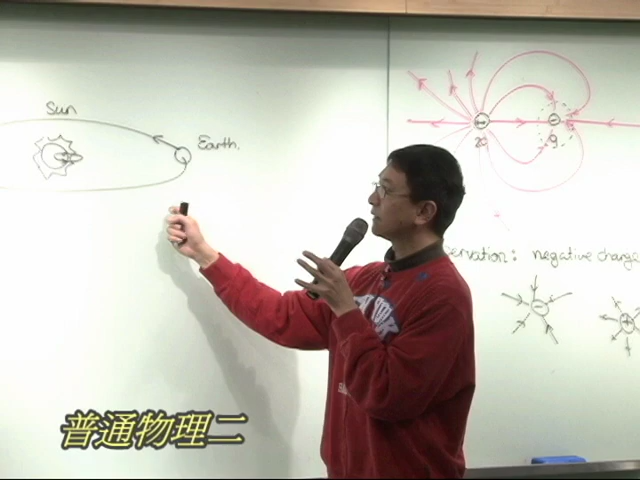 Sun
Earth.
+
2q
−
q
ervation: negative charge
−
+
普通物理二